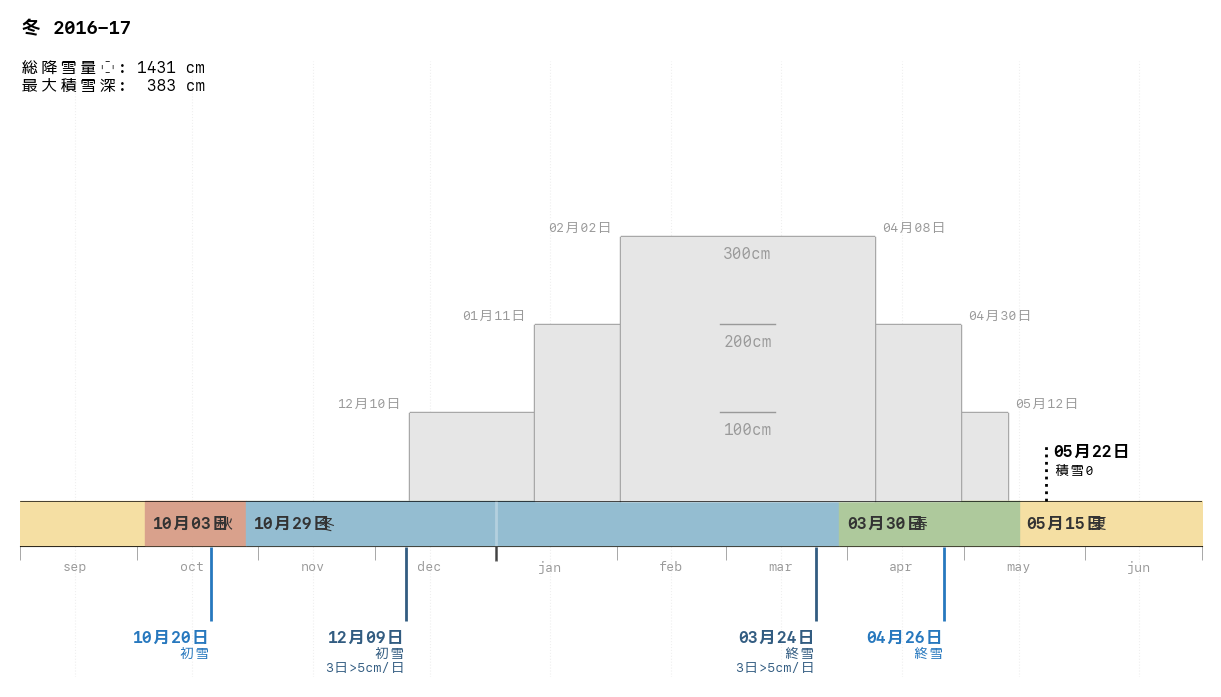 冬 2016-17
総降雪量: 1431 cm
最大積雪深: 383 cm
02月02日
04月08日
300cm
01月11日
04月30日
200cm
12月10日
05月12日
100cm
05月22日
積雪0
10月03日 秋
10月29日 冬
03月30日 春
05月15日 夏
sep
oct
nov
dec
jan
feb
mar
apr
may
jun
10月20日
初雪
12月09日
初雪
3日>5cm/日
03月24日
終雪
3日>5cm/日
04月26日
終雪